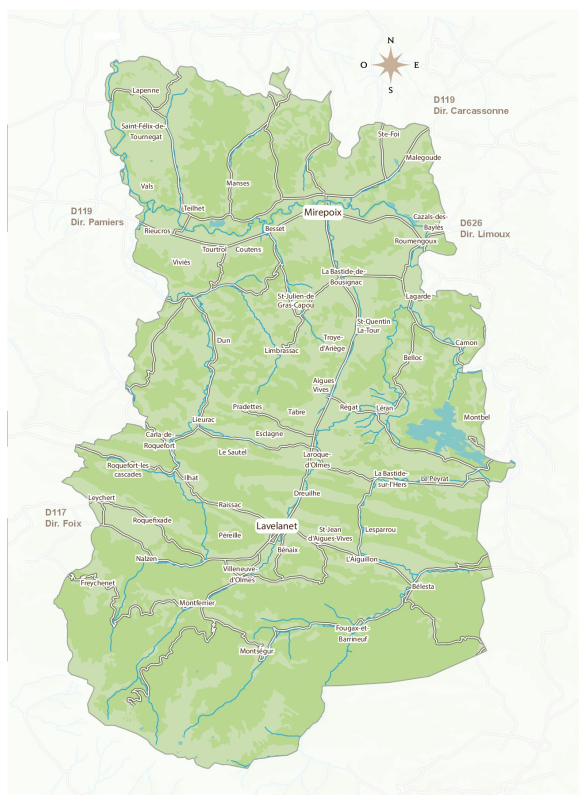 N
O
E
S
D119
Dir. Carcassonne
Lapenne
Saint-Félix-de-
Tournegat
Ste-Foi
Malegoude
Vals
Manses
D119
Dir. Pamiers
Teilhet
Mirepoix
Cazals-des-
Baylès
D626
Dir. Limoux
Rieucros
Besset
Roumengoux
Tourtrol
Coutens
Viviès
La Bastide-de-
Bousignac
St-Julien-de
Gras-Capou
Lagarde
St-Quentin
La-Tour
Dun
Troye-
d'Ariège
Camon
Limbrassac
Belloc
Aigues
Vives
Pradettes
Tabre
Régat
Léran
Montbel
Lieurac
Carla-de-
Roquefort
Esclagne
Le Sautel
Laroque-
d'Olmes
Roquefort-les
cascades
Ilhat
La Bastide-
sur-l'Hers
Le Peyrat
Leychert
Dreuilhe
D117
Dir. Foix
Raissac
Roquefixade
Lavelanet
Péreille
St-Jean
d'Aigues-Vives
Lesparrou
Bénaix
Nalzen
L'Aiguillon
Villeneuve-
d'Olmes
Freychenet
Bélesta
Montferrier
Fougax-et-
Barrineuf
Montségur